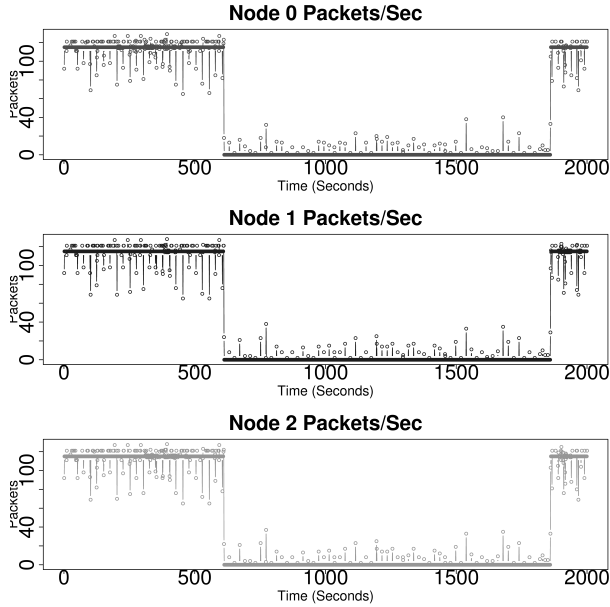 Node 0 Packets/Sec
Packets
0 40 100
0 500 1000 1500 2000
Time (Seconds)
Node 1 Packets/Sec
Packets
0 40 100
0 500 1000 1500 2000
Time (Seconds)
Node 2 Packets/Sec
Packets
0 40 100
0 500 1000 1500 2000
Time (Seconds)